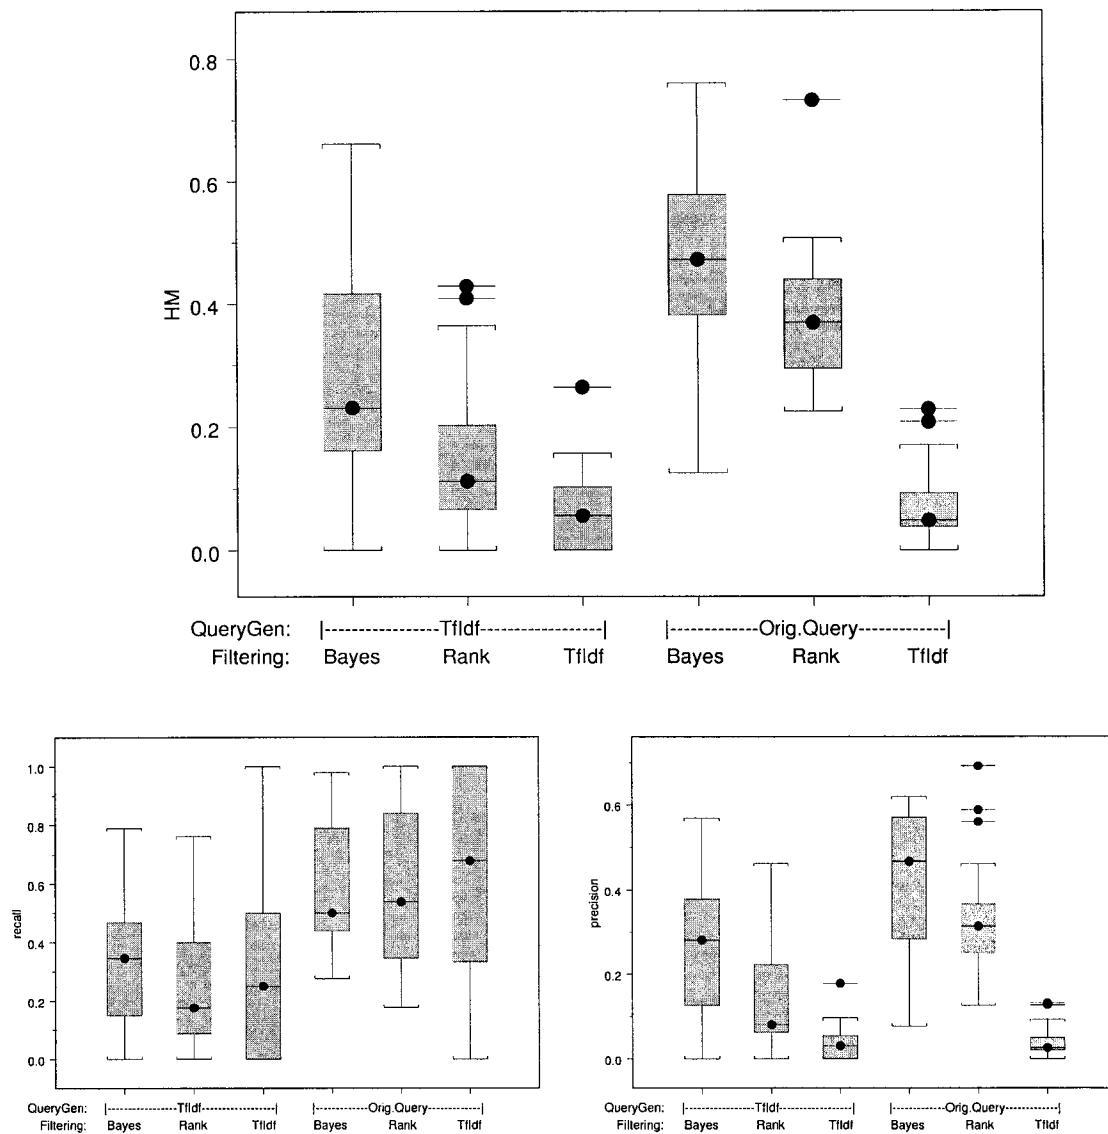 0.8
0.6
HM
0.4
0.2
0.0
QueryGen: |----------------TfIdf-----------------| |-------------Orig.Query-------------|
Filtering: Bayes Rank TfIdf Bayes Rank TfIdf
1.0
0.8
0.6
recall
0.4
0.2
0.0
QueryGen: |----------------TfIdf----------------| |-------------Orig.Query-------------|
Filtering: Bayes Rank TfIdf Bayes Rank TfIdf
0.6
0.4
precision
0.2
0.0
QueryGen: |----------------TfIdf----------------| |-------------Orig.Query-------------|
Filtering: Bayes Rank TfIdf Bayes Rank TfIdf